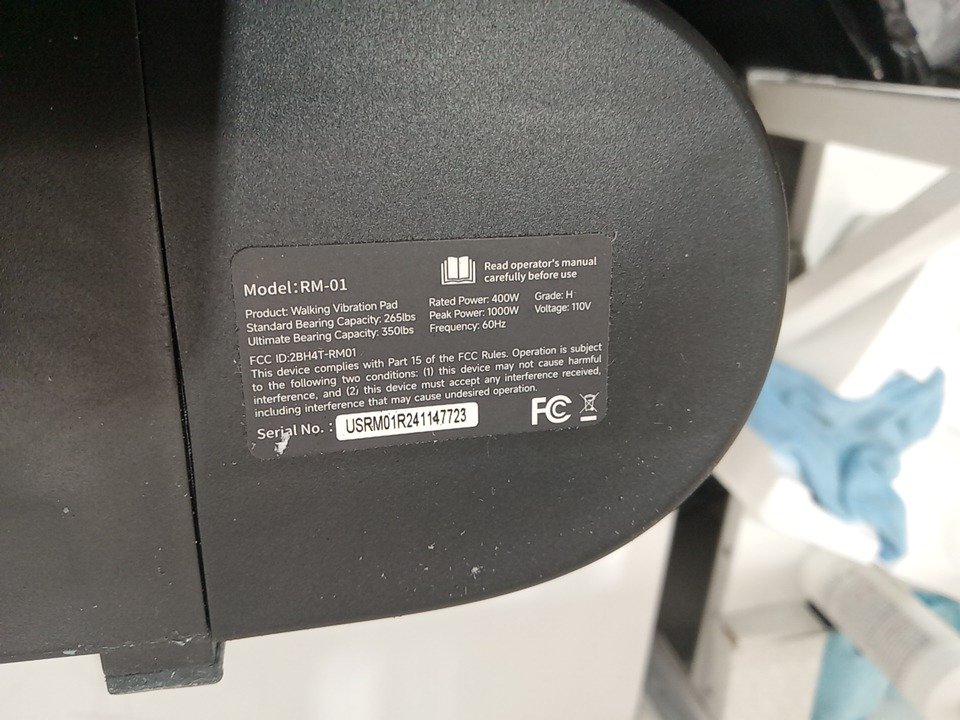 Read operator's manual
carefully before use
Model:RM-01
Product: Walking Vibration Pad
Standard Bearing Capacity: 265lbs
Ultimate Bearing Capacity: 350lbs
Rated Power: 400W
Peak Power: 1000W
Frequency: 60Hz
Grade: H
Voltage: 110V
FCC ID:2BH4T-RM01
This device complies with Part 15 of the FCC Rules. Operation is subject
to the following two conditions: (1) this device may not cause harmful
interference, and (2) this device must accept any interference received,
including interference that may cause undesired operation.
Serial No. : USRM01R241147723
FC